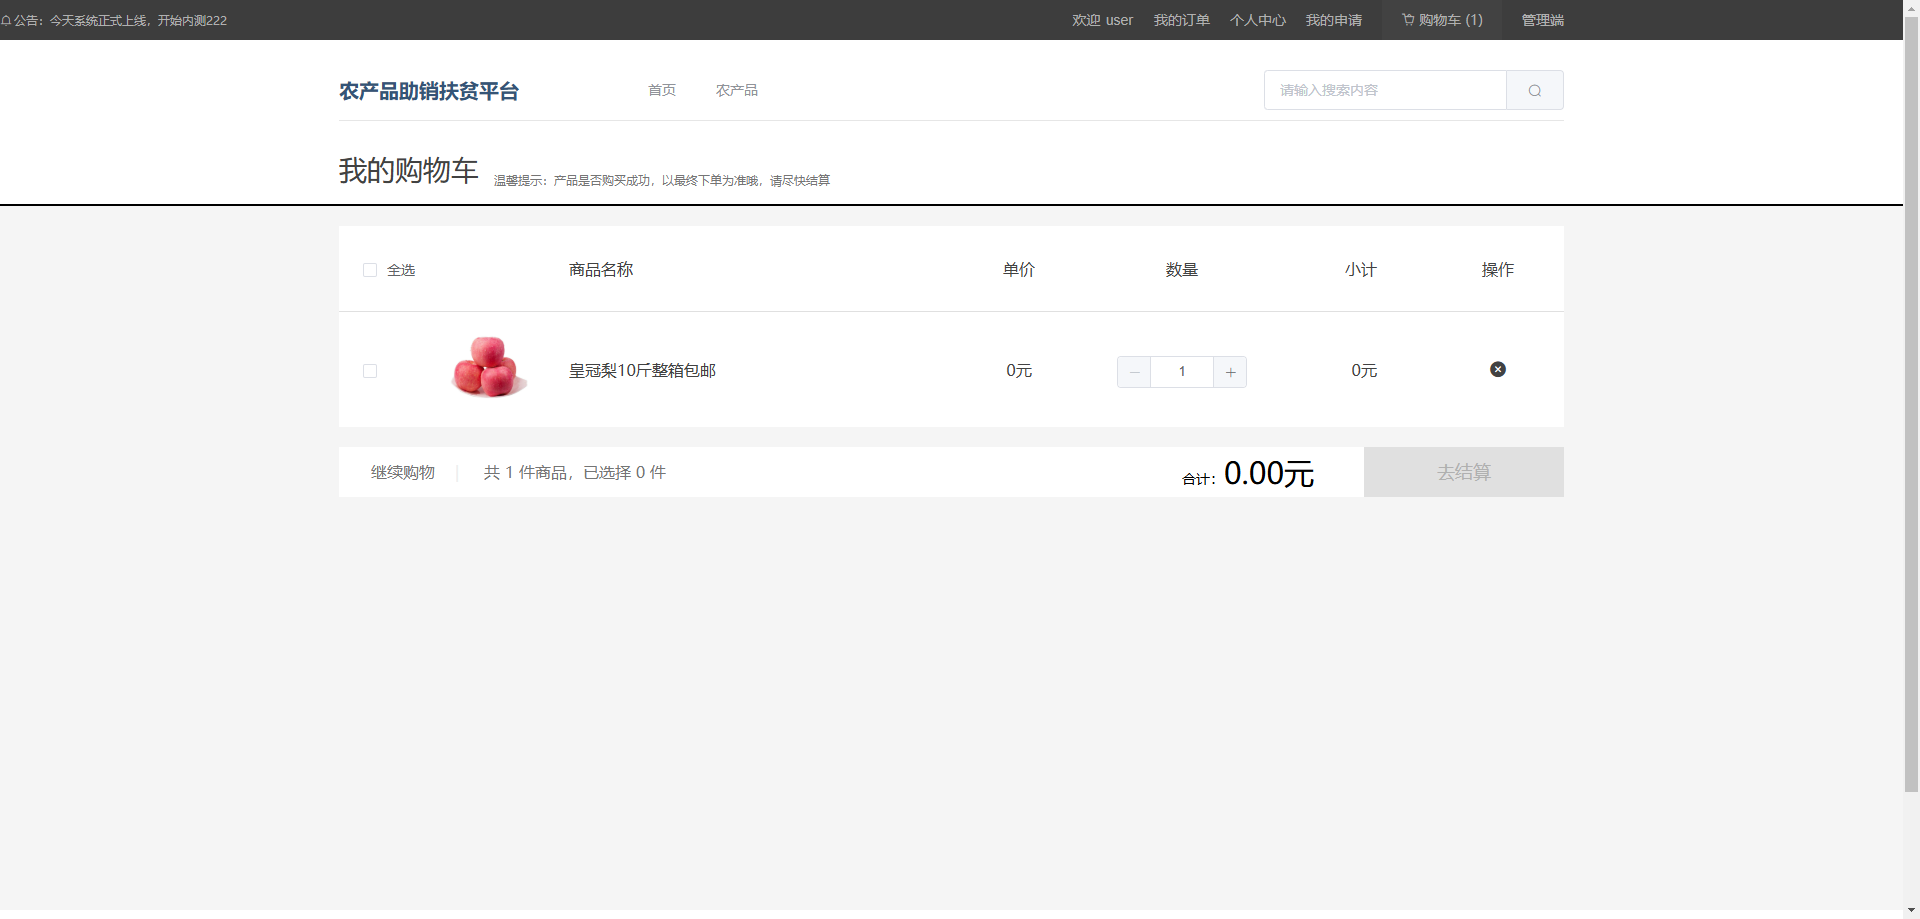 公告：今天系统正式上线，开始内测222
欢迎 user 我的订单 个人中心 我的申请 购物车 (1) 管理端
农产品助销扶贫平台 首页 农产品 请输入搜索内容
我的购物车 温馨提示：产品是否购买成功，以最终下单为准哦，请尽快结算
全选 商品名称 单价 数量 小计 操作
皇冠梨10斤整箱包邮 0元 1 0元
继续购物 共 1 件商品，已选择 0 件 合计：0.00元 去结算